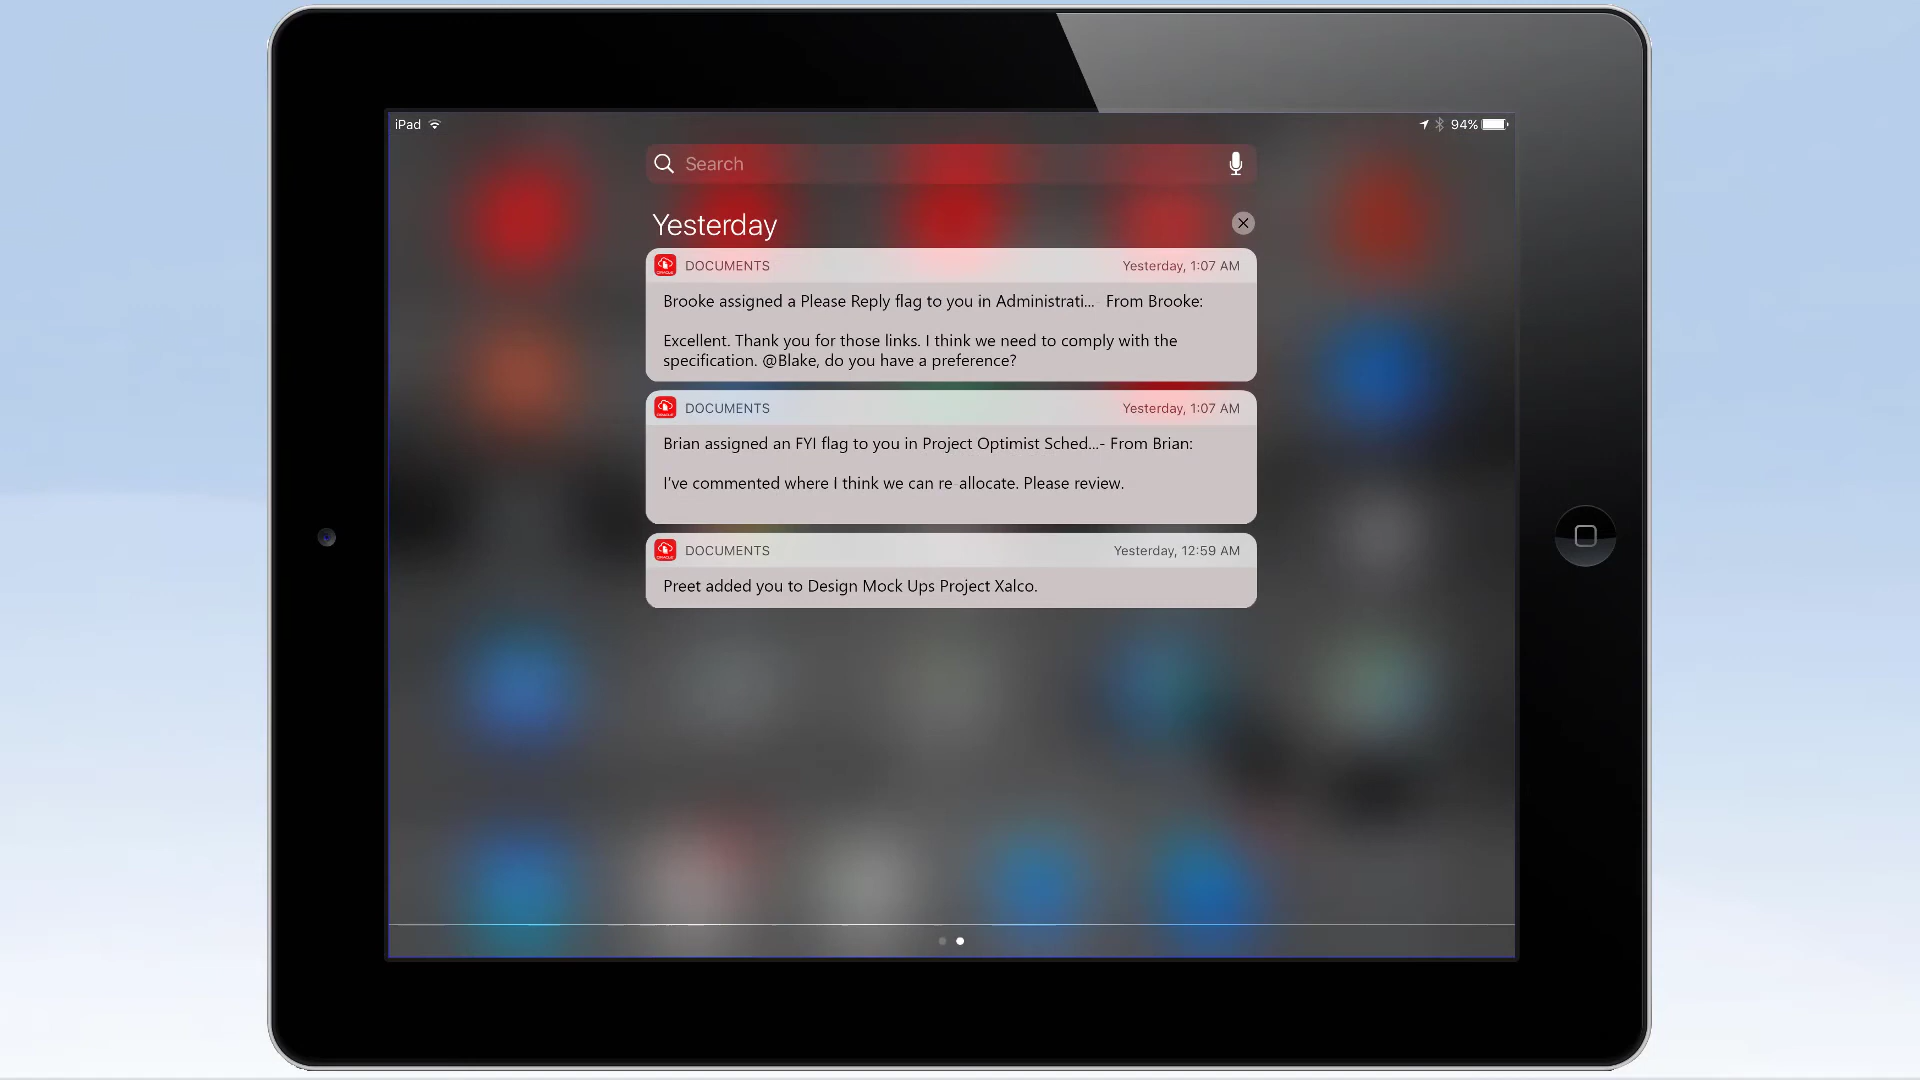 iPad
94%
Search
Yesterday
DOCUMENTS Yesterday, 1:07 AM
Brooke assigned a Please Reply flag to you in Administrati... From Brooke:
Excellent. Thank you for those links. I think we need to comply with the
specification. @Blake, do you have a preference?
DOCUMENTS Yesterday, 1:07 AM
Brian assigned an FYI flag to you in Project Optimist Sched...- From Brian:
I've commented where I think we can re-allocate. Please review.
DOCUMENTS Yesterday, 12:59 AM
Preet added you to Design Mock Ups Project Xalco.